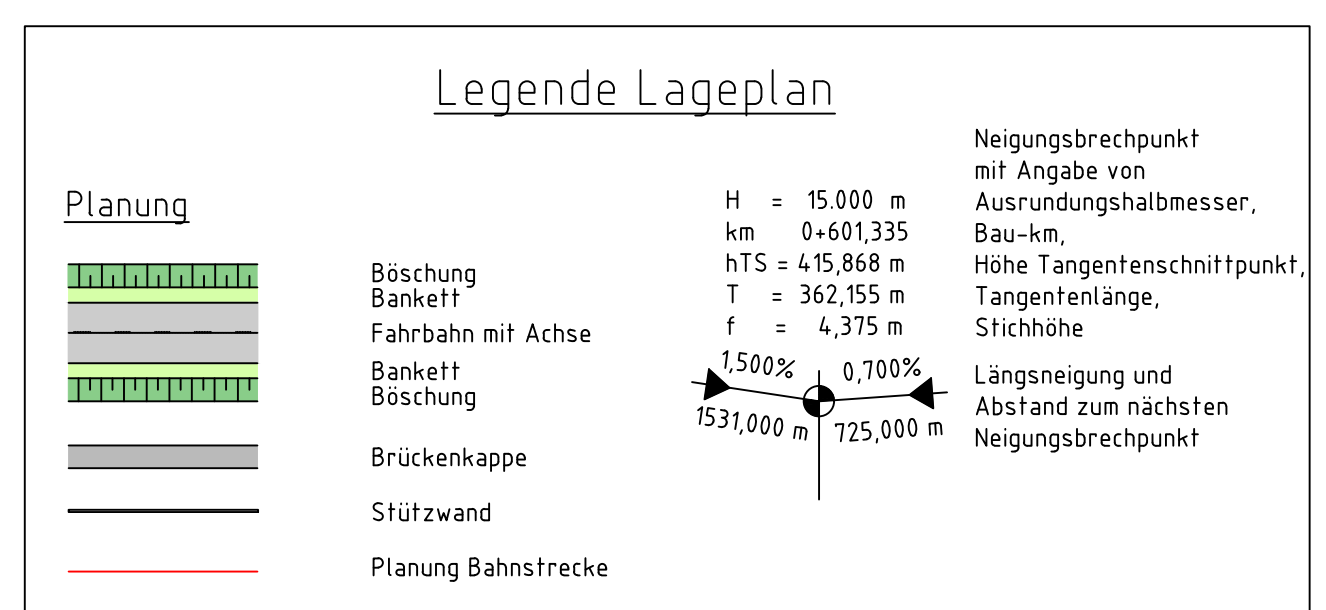 Legende Lageplan
Planung
Böschung
Bankett
Fahrbahn mit Achse
Bankett
Böschung
Brückenkappe
Stützwand
Planung Bahnstrecke
H = 15.000 m
km 0+601,335
hTS = 415,868 m
T = 362,155 m
f = 4,375 m
1,500% 0,700%
1531,000 m 725,000 m
Neigungsbrechpunkt
mit Angabe von
Ausrundungshalbmesser,
Bau-km,
Höhe Tangentenschnittpunkt,
Tangentenlänge,
Stichhöhe
Längsneigung und
Abstand zum nächsten
Neigungsbrechpunkt